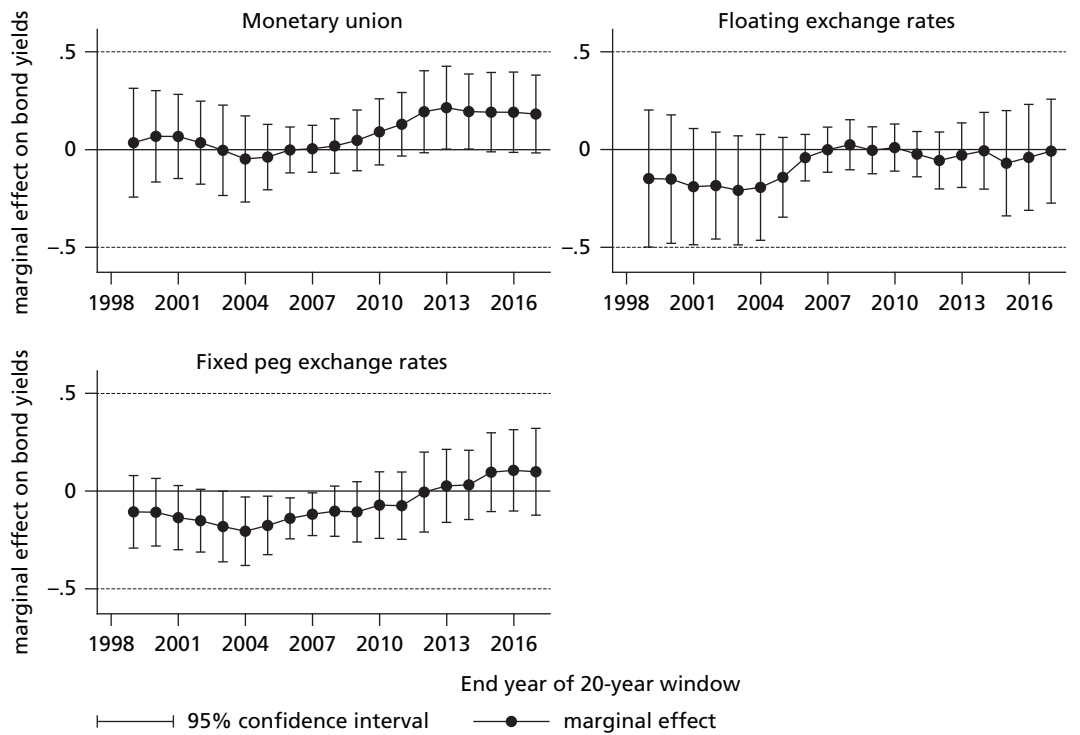 Monetary union
marginal effect on bond yields
.5
0
–.5
1998 2001 2004 2007 2010 2013 2016
Floating exchange rates
.5
0
–.5
1998 2001 2004 2007 2010 2013 2016
Fixed peg exchange rates
marginal effect on bond yields
.5
0
–.5
1998 2001 2004 2007 2010 2013 2016
End year of 20-year window
95% confidence interval marginal effect